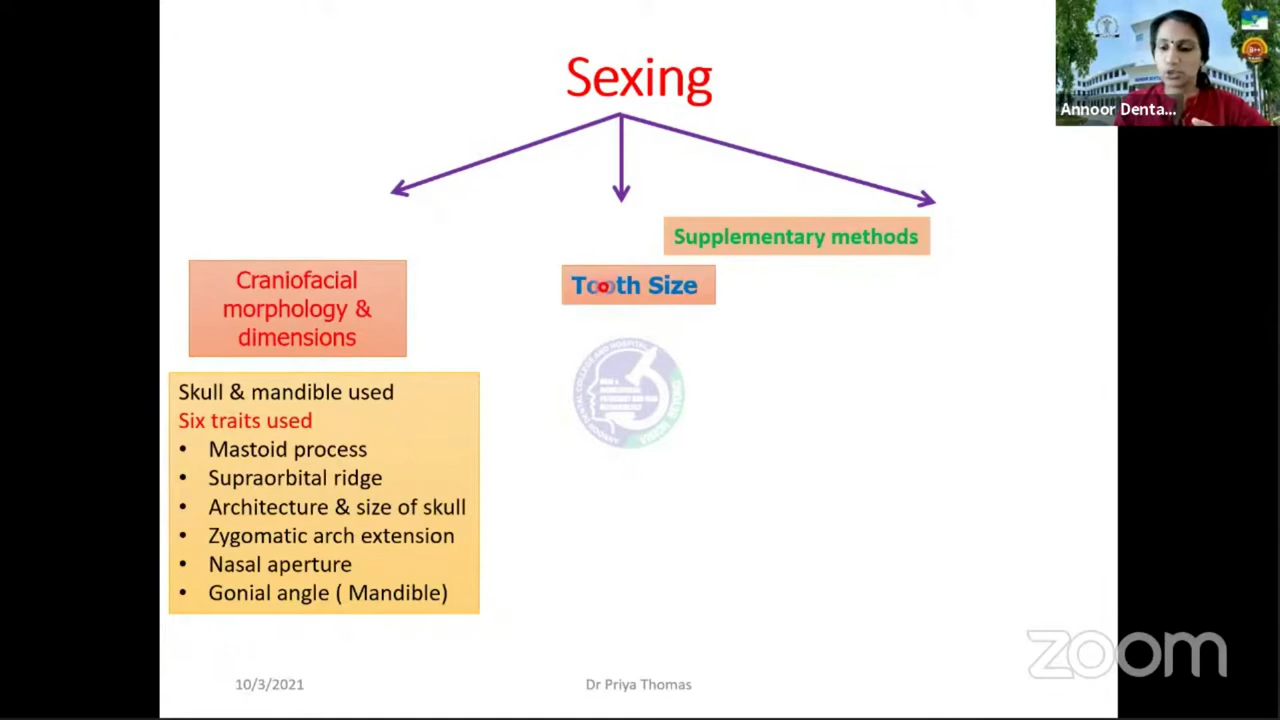 Sexing
Supplementary methods
Tooth Size
Craniofacial
morphology &
dimensions
Skull & mandible used
Six traits used
• Mastoid process
• Supraorbital ridge
• Architecture & size of skull
• Zygomatic arch extension
• Nasal aperture
• Gonial angle ( Mandible)
10/3/2021
Dr Priya Thomas
Annoor Denta...
zoom